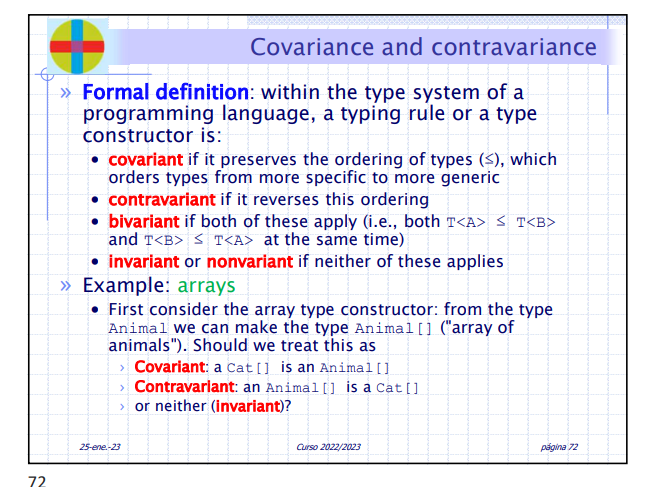 Covariance and contravariance
» Formal definition: within the type system of a
programming language, a typing rule or a type
constructor is:
• covariant if it preserves the ordering of types (≤), which
orders types from more specific to more generic
• contravariant if it reverses this ordering
• bivariant if both of these apply (i.e., both T<A> ≤ T<B>
and T<B> ≤ T<A> at the same time)
• invariant or nonvariant if neither of these applies
» Example: arrays
• First consider the array type constructor: from the type
Animal we can make the type Animal[] ("array of
animals"). Should we treat this as
› Covariant: a Cat[] is an Animal[]
› Contravariant: an Animal[] is a Cat[]
› or neither (invariant)?
25-ene.-23 Curso 2022/2023 página 72
72